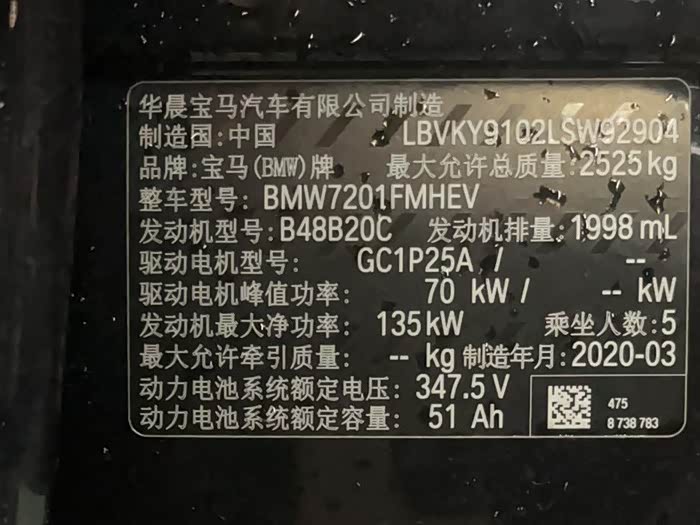 华晨宝马汽车有限公司制造
制造国:中国 LBVKY9102LSW92904
品牌:宝马(BMW)牌 最大允许总质量:2525kg
整车型号:BMW7201FMHEV
发动机型号:B48B20C 发动机排量:1998 mL
驱动电机型号: GC1P25A / --
驱动电机峰值功率: 70 kW / -- kW
发动机最大净功率: 135kW 乘坐人数:5
最大允许牵引质量: -- kg 制造年月:2020-03
动力电池系统额定电压:347.5 V
动力电池系统额定容量: 51 Ah
475
8 738 783